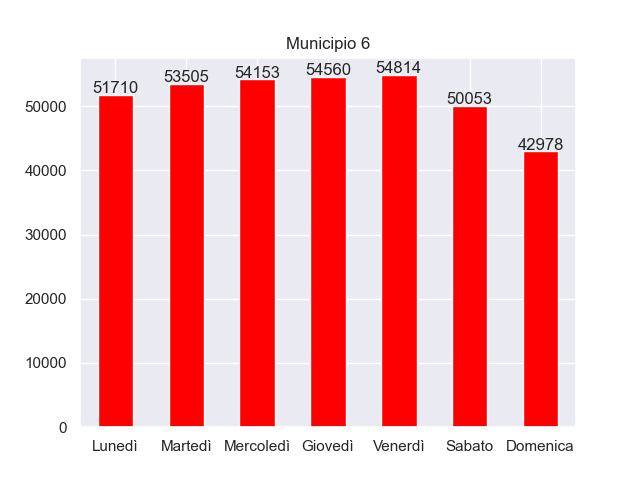 Municipio 6
51710 53505 54153 54560 54814 50053 42978
50000
40000
30000
20000
10000
0
Lunedì Martedì Mercoledì Giovedì Venerdì Sabato Domenica